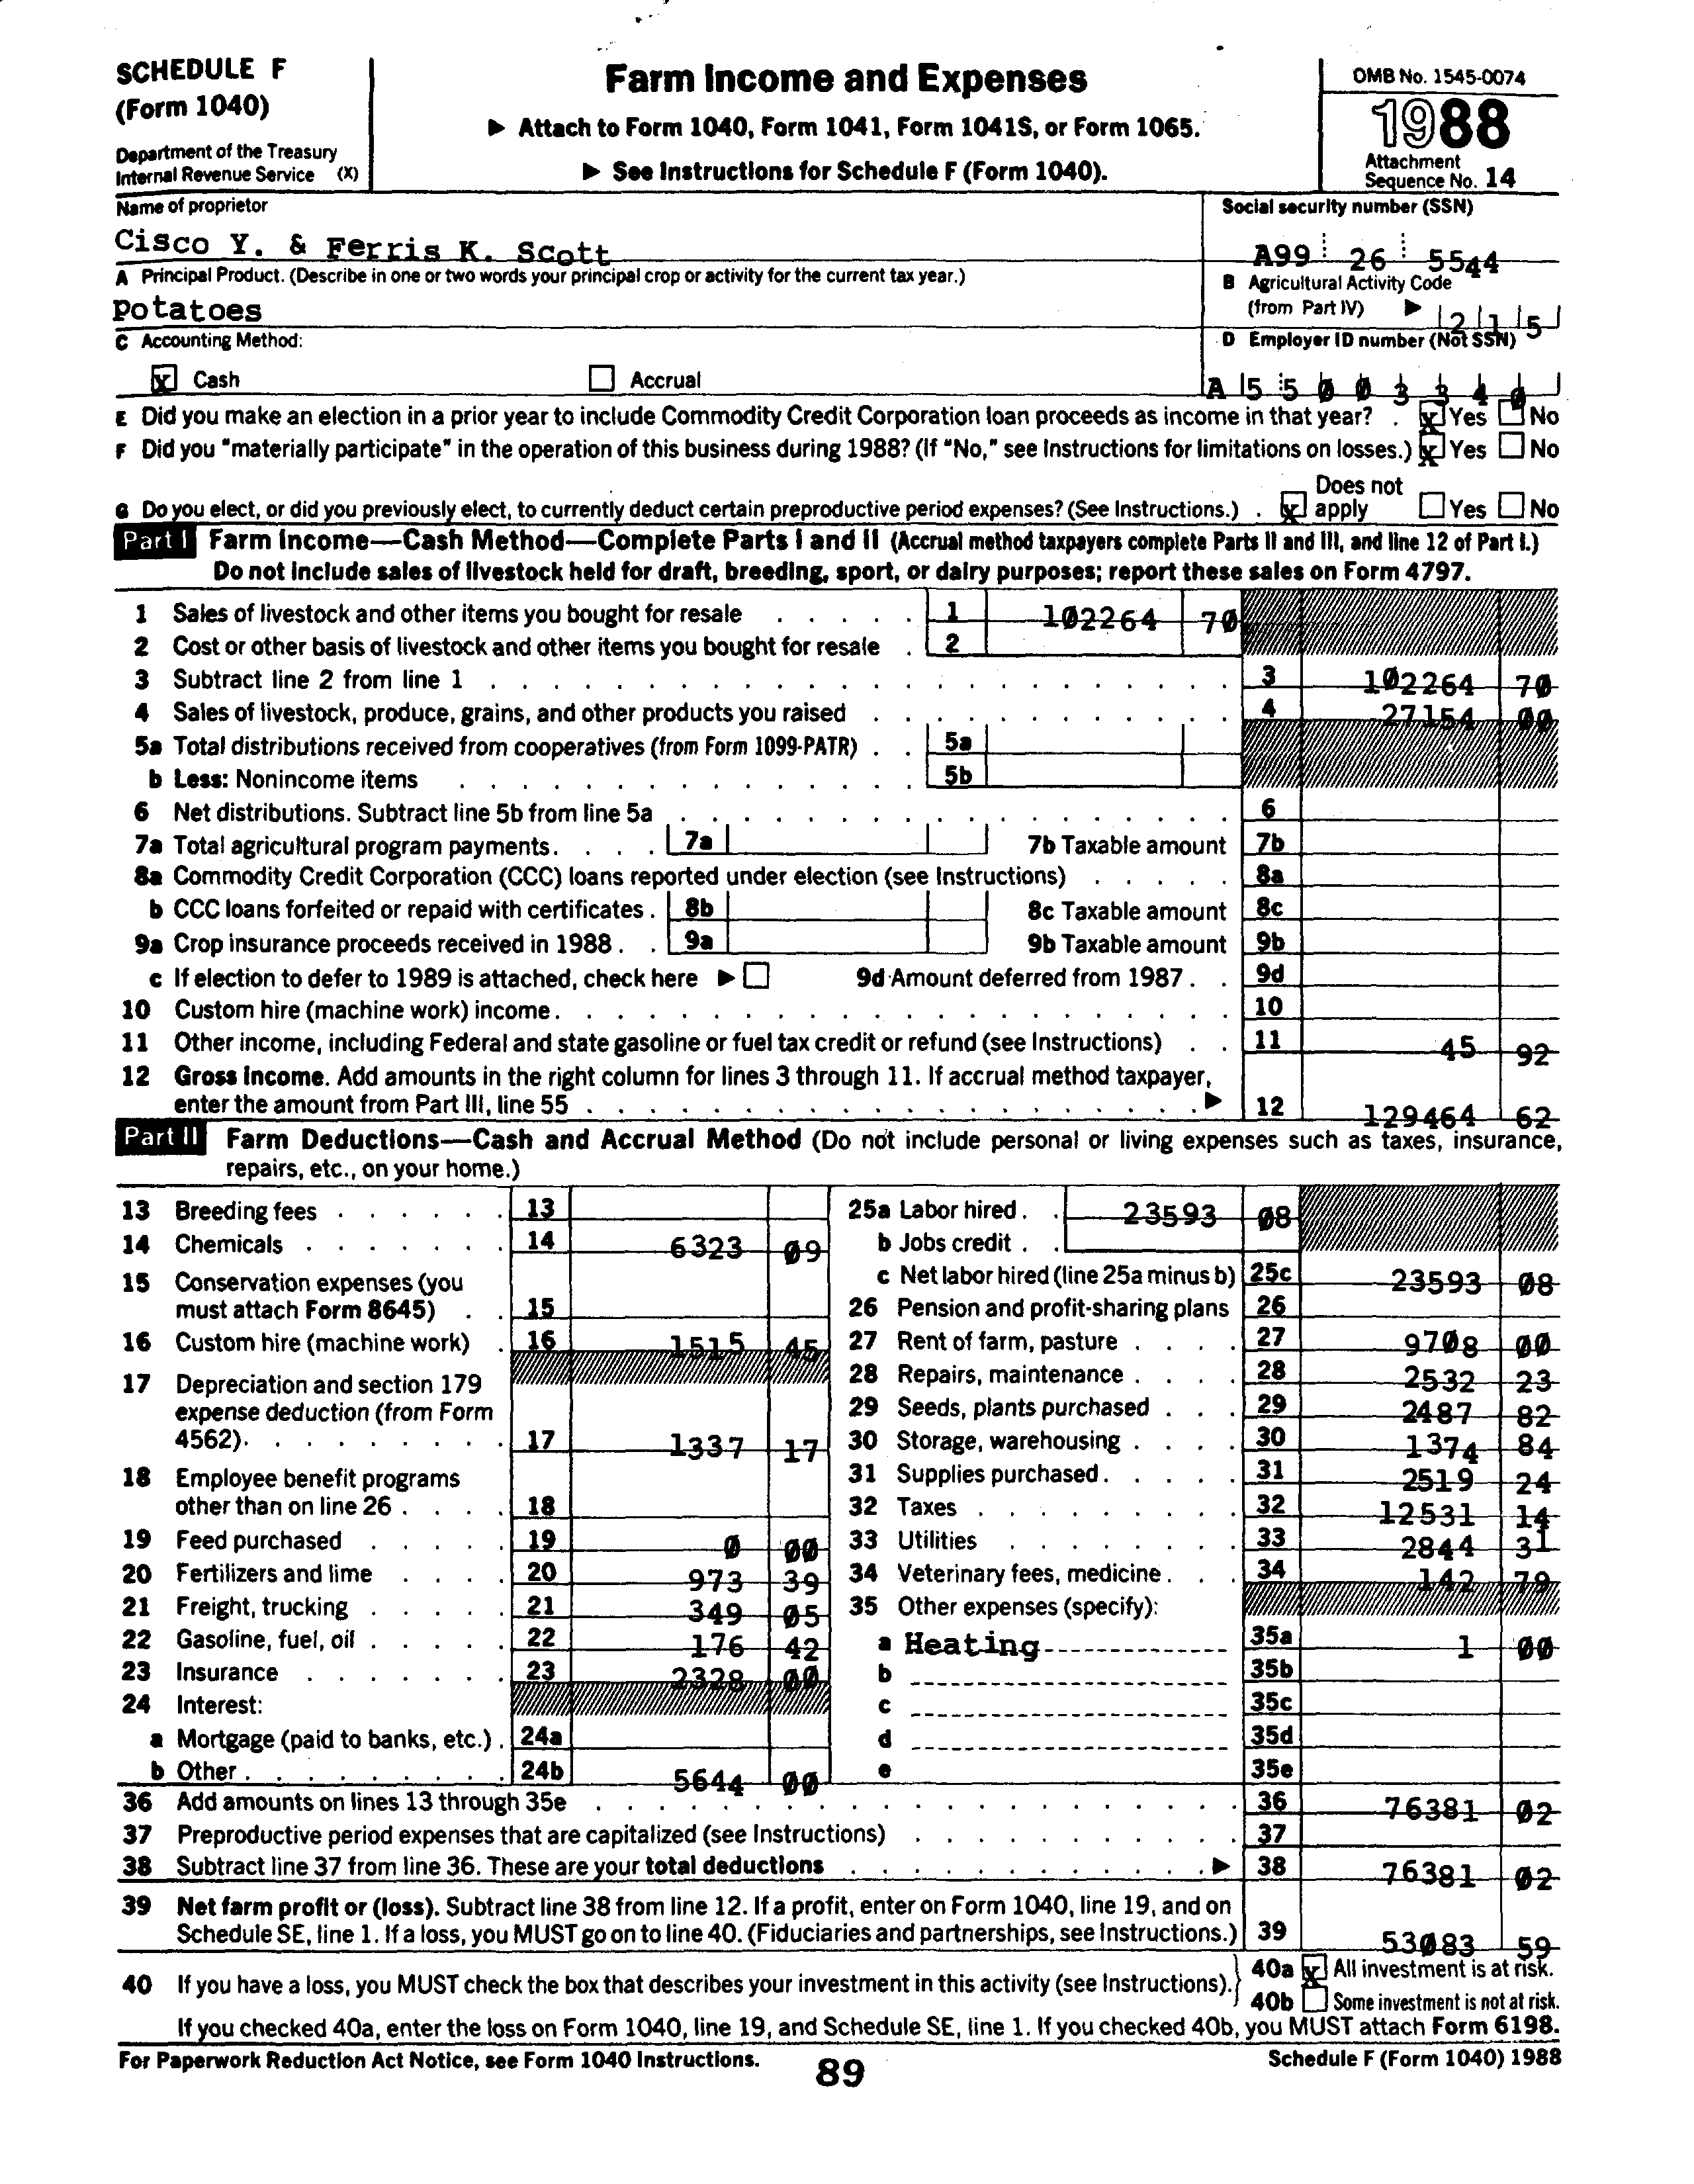 SCHEDULE F
(Form 1040)
Department of the Treasury
Internal Revenue Service (X)
Farm Income and Expenses
▶ Attach to Form 1040, Form 1041, Form 1041S, or Form 1065.
▶ See Instructions for Schedule F (Form 1040).
OMB No. 1545-0074
1988
Attachment
Sequence No. 14
Name of proprietor
Cisco Y. & Ferris K. Scott
Social security number (SSN)
A99 26 5544
A Principal Product. (Describe in one or two words your principal crop or activity for the current tax year.)
potatoes
B Agricultural Activity Code
(from Part IV) ▶ 2 1 5
C Accounting Method:
D Employer ID number (Not SSN)
X Cash Accrual
A 5 5 0 0 3 3 4 0
E Did you make an election in a prior year to include Commodity Credit Corporation loan proceeds as income in that year? . X Yes No
F Did you "materially participate" in the operation of this business during 1988? (If "No," see Instructions for limitations on losses.) X Yes No
G Do you elect, or did you previously elect, to currently deduct certain preproductive period expenses? (See Instructions.) . X Does not apply Yes No
Part I Farm Income—Cash Method—Complete Parts I and II (Accrual method taxpayers complete Parts II and III, and line 12 of Part I.)
Do not include sales of livestock held for draft, breeding, sport, or dairy purposes; report these sales on Form 4797.
1 Sales of livestock and other items you bought for resale . . . . . 1 102264 70
2 Cost or other basis of livestock and other items you bought for resale . 2
3 Subtract line 2 from line 1 . . . . . 3 102264 70
4 Sales of livestock, produce, grains, and other products you raised . . . . . 4 27154 00
5a Total distributions received from cooperatives (from Form 1099-PATR) . . 5a
b Less: Nonincome items . . . . . 5b
6 Net distributions. Subtract line 5b from line 5a . . . . . 6
7a Total agricultural program payments. . . . . 7a 7b Taxable amount 7b
8a Commodity Credit Corporation (CCC) loans reported under election (see Instructions) . . . . . 8a
b CCC loans forfeited or repaid with certificates . 8b 8c Taxable amount 8c
9a Crop insurance proceeds received in 1988 . . 9a 9b Taxable amount 9b
c If election to defer to 1989 is attached, check here ▶ 9d Amount deferred from 1987 . . 9d
10 Custom hire (machine work) income. . . . . 10
11 Other income, including Federal and state gasoline or fuel tax credit or refund (see Instructions) . . 11 45 92
12 Gross Income. Add amounts in the right column for lines 3 through 11. If accrual method taxpayer,
enter the amount from Part III, line 55 . . . . . ▶ 12 129464 62
Part II Farm Deductions—Cash and Accrual Method (Do not include personal or living expenses such as taxes, insurance,
repairs, etc., on your home.)
13 Breeding fees . . . . . . 13
14 Chemicals . . . . . . . 14 6323 09
15 Conservation expenses (you
must attach Form 8645) . . 15
16 Custom hire (machine work) . 16 1515 45
17 Depreciation and section 179
expense deduction (from Form
4562). . . . . . . . . 17 1337 17
18 Employee benefit programs
other than on line 26 . . . . 18
19 Feed purchased . . . . . 19 0 00
20 Fertilizers and lime . . . . 20 973 39
21 Freight, trucking . . . . . 21 349 05
22 Gasoline, fuel, oil . . . . . 22 176 42
23 Insurance . . . . . . . 23 2328 00
24 Interest:
a Mortgage (paid to banks, etc.) . 24a
b Other . . . . . . . . . 24b 5644 00
25a Labor hired . . 23593 08
b Jobs credit . .
c Net labor hired (line 25a minus b) 25c 23593 08
26 Pension and profit-sharing plans 26
27 Rent of farm, pasture . . . . 27 9708 00
28 Repairs, maintenance . . . . 28 2532 23
29 Seeds, plants purchased . . . 29 2487 82
30 Storage, warehousing . . . . 30 1374 84
31 Supplies purchased . . . . . 31 2519 24
32 Taxes . . . . . . . . 32 12531 14
33 Utilities . . . . . . . . 33 2844 31
34 Veterinary fees, medicine . . . 34 142 79
35 Other expenses (specify):
a Heating 35a 1 00
b 35b
c 35c
d 35d
e 35e
36 Add amounts on lines 13 through 35e . . . . . 36 76381 02
37 Preproductive period expenses that are capitalized (see Instructions) . . . . . 37
38 Subtract line 37 from line 36. These are your total deductions . . . . . ▶ 38 76381 02
39 Net farm profit or (loss). Subtract line 38 from line 12. If a profit, enter on Form 1040, line 19, and on
Schedule SE, line 1. If a loss, you MUST go on to line 40. (Fiduciaries and partnerships, see Instructions.) 39 53083 59
40 If you have a loss, you MUST check the box that describes your investment in this activity (see Instructions).
40a X All investment is at risk.
40b Some investment is not at risk.
If you checked 40a, enter the loss on Form 1040, line 19, and Schedule SE, line 1. If you checked 40b, you MUST attach Form 6198.
For Paperwork Reduction Act Notice, see Form 1040 Instructions.
89
Schedule F (Form 1040) 1988